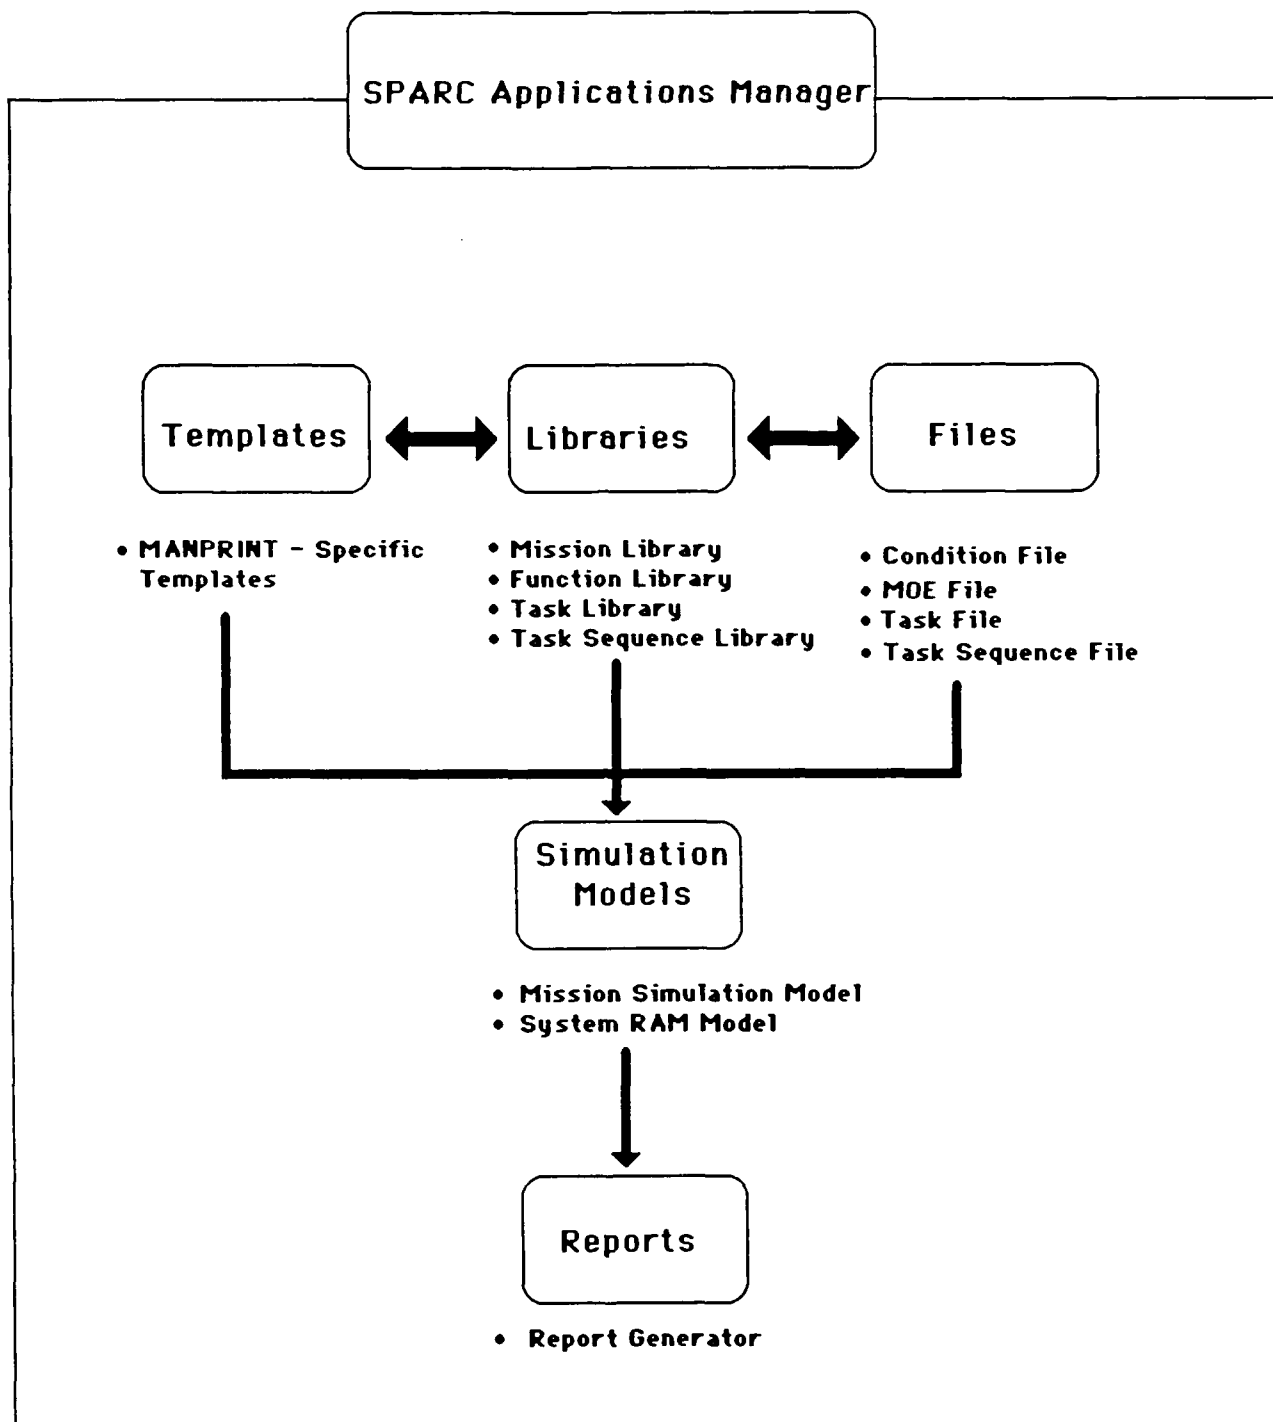 SPARC Applications Manager
Templates
Libraries
Files
• MANPRINT - Specific
Templates
• Mission Library
• Function Library
• Task Library
• Task Sequence Library
• Condition File
• MOE File
• Task File
• Task Sequence File
Simulation
Models
• Mission Simulation Model
• System RAM Model
Reports
• Report Generator